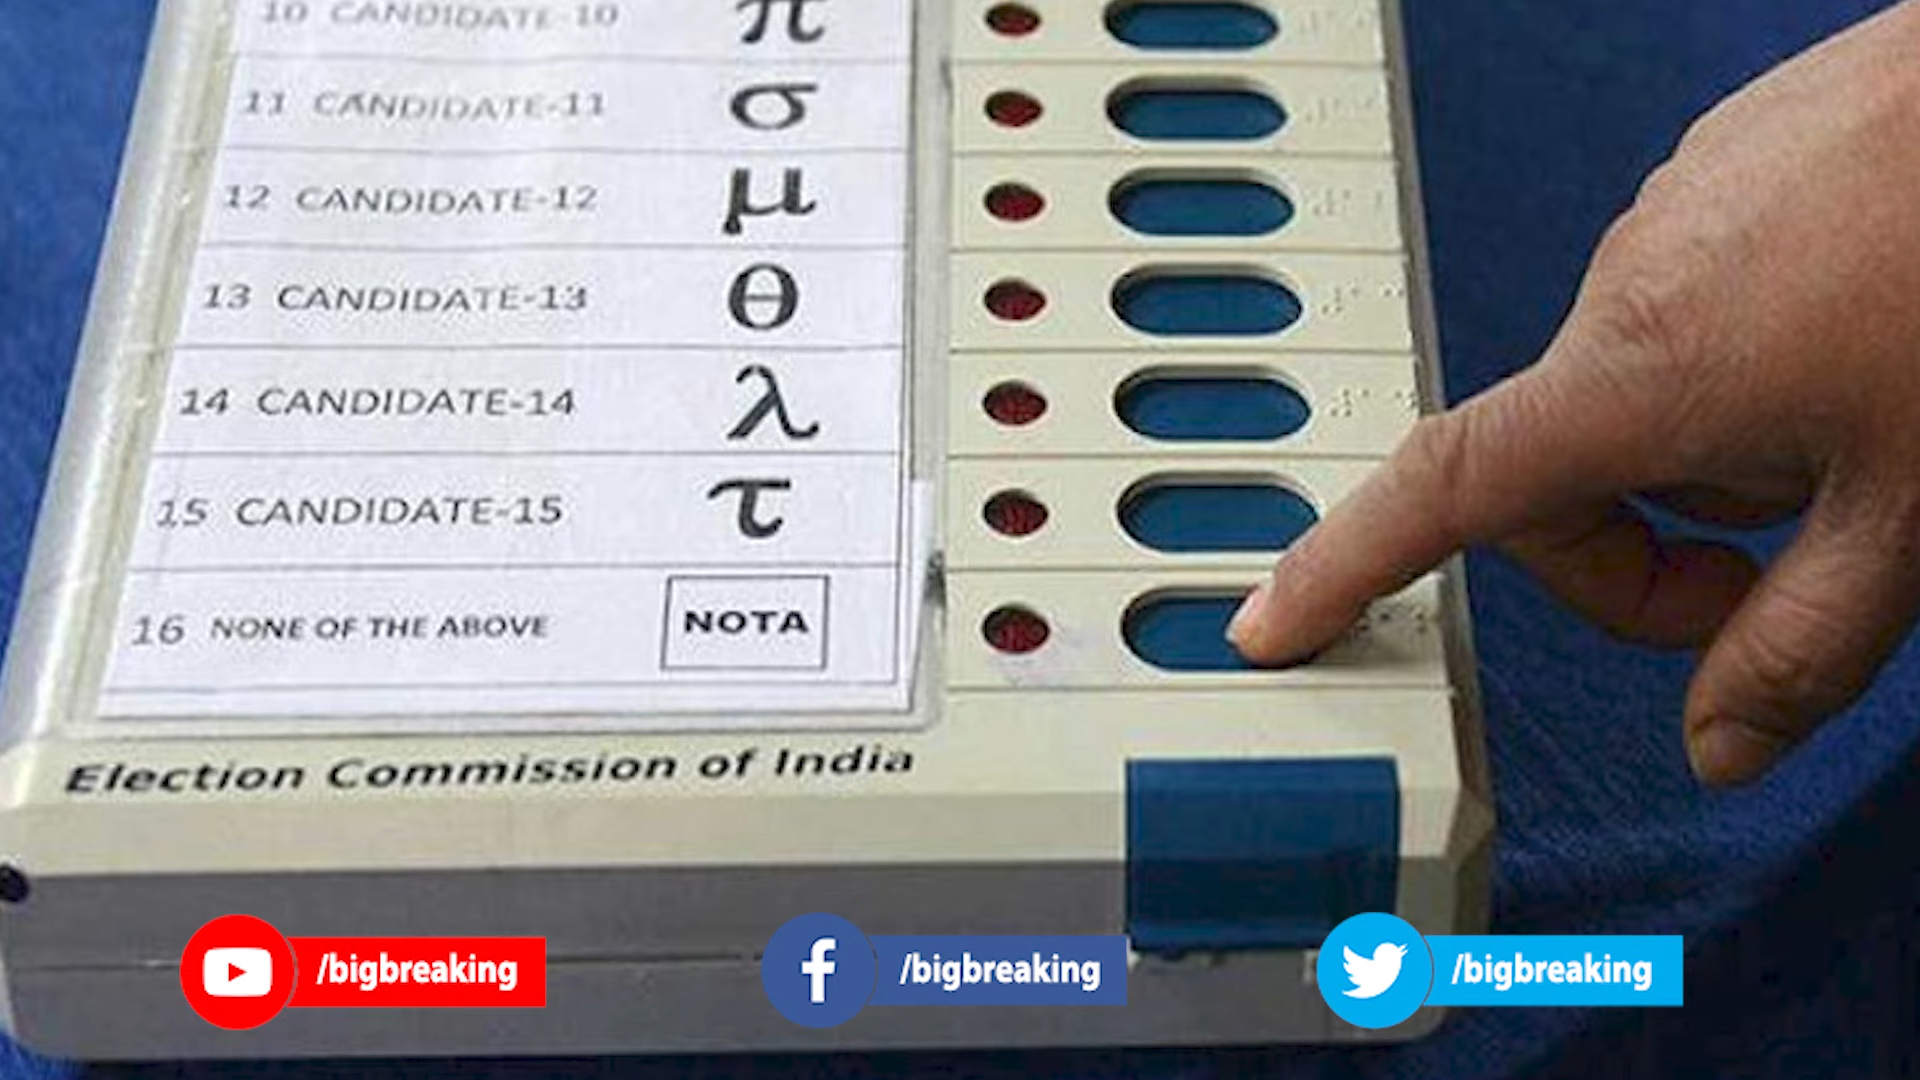 10 CANDIDATE-10 π
11 CANDIDATE-11 σ
12 CANDIDATE-12 μ
13 CANDIDATE-13 θ
14 CANDIDATE-14 λ
15 CANDIDATE-15 τ
16 NONE OF THE ABOVE NOTA
Election Commission of India
/bigbreaking /bigbreaking /bigbreaking